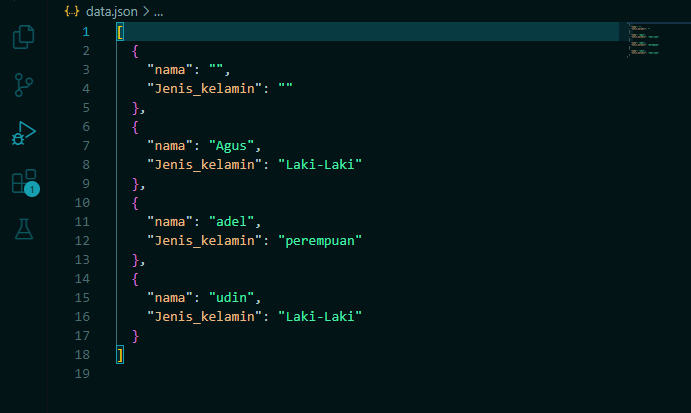 data.json > ...
1 [
2 {
3 "nama": "",
4 "Jenis_kelamin": ""
5 },
6 {
7 "nama": "Agus",
8 "Jenis_kelamin": "Laki-Laki"
9 },
10 {
11 "nama": "adel",
12 "Jenis_kelamin": "perempuan"
13 },
14 {
15 "nama": "udin",
16 "Jenis_kelamin": "Laki-Laki"
17 }
18 ]
19
1